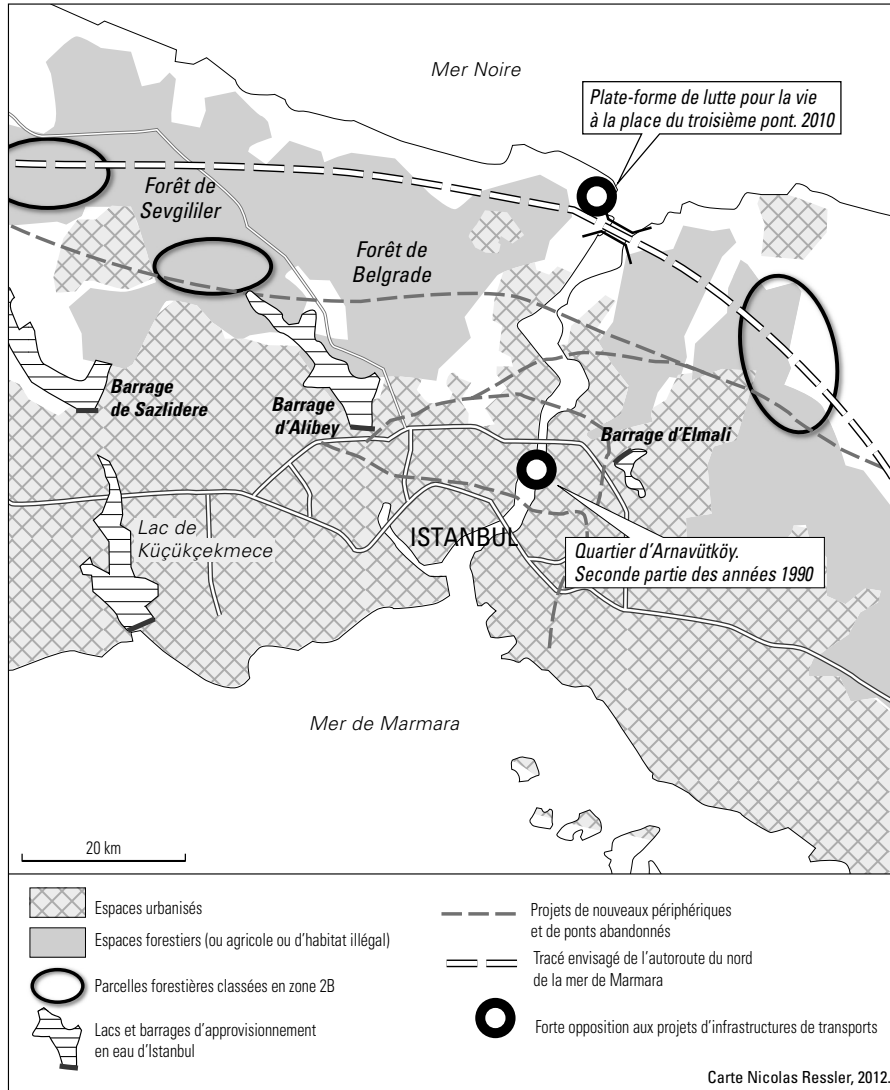 Mer Noire
Plate-forme de lutte pour la vie
à la place du troisième pont. 2010
Forêt de
Sevgililer
Forêt de
Belgrade
Barrage
de Sazlidere
Barrage
d'Alibey
Barrage d'Elmali
Lac de
Küçükçekmece
ISTANBUL
Quartier d'Arnavütköy.
Seconde partie des années 1990
Mer de Marmara
20 km
Espaces urbanisés
Espaces forestiers (ou agricole ou d'habitat illégal)
Parcelles forestières classées en zone 2B
Lacs et barrages d'approvisionnement
en eau d'Istanbul
Projets de nouveaux périphériques
et de ponts abandonnés
Tracé envisagé de l'autoroute du nord
de la mer de Marmara
Forte opposition aux projets d'infrastructures de transports
Carte Nicolas Ressler, 2012.